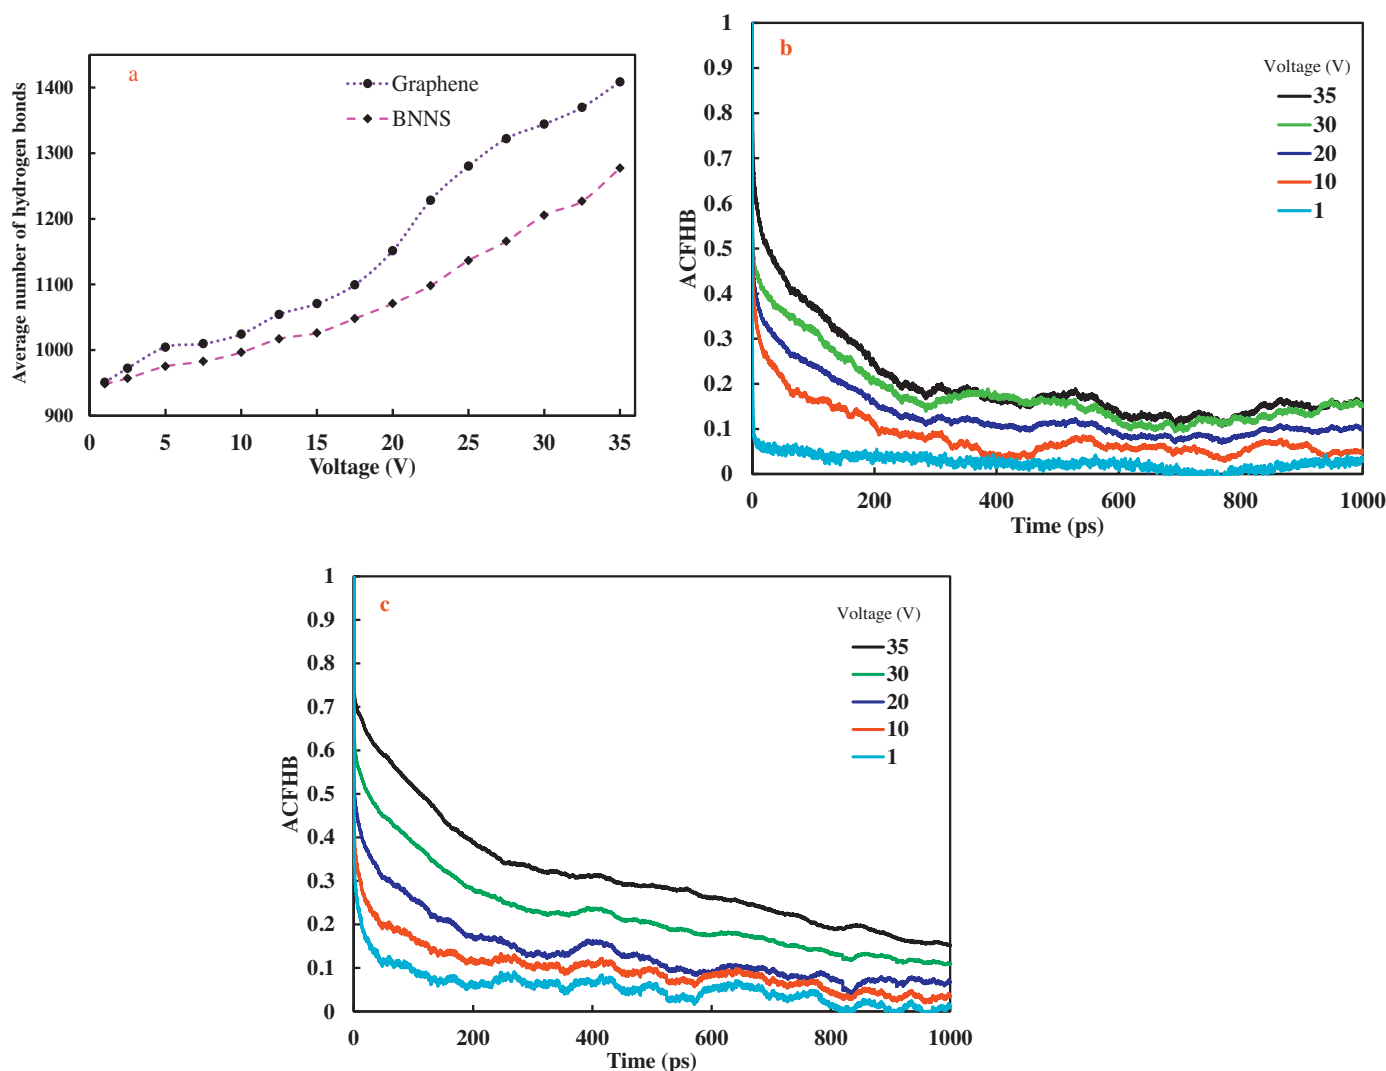 a
Graphene
BNNS
Average number of hydrogen bonds
1400
1300
1200
1100
1000
900
0 5 10 15 20 25 30 35
Voltage (V)
b
Voltage (V)
35
30
20
10
1
ACFHB
1
0.9
0.8
0.7
0.6
0.5
0.4
0.3
0.2
0.1
0
0 200 400 600 800 1000
Time (ps)
c
Voltage (V)
35
30
20
10
1
ACFHB
1
0.9
0.8
0.7
0.6
0.5
0.4
0.3
0.2
0.1
0
0 200 400 600 800 1000
Time (ps)